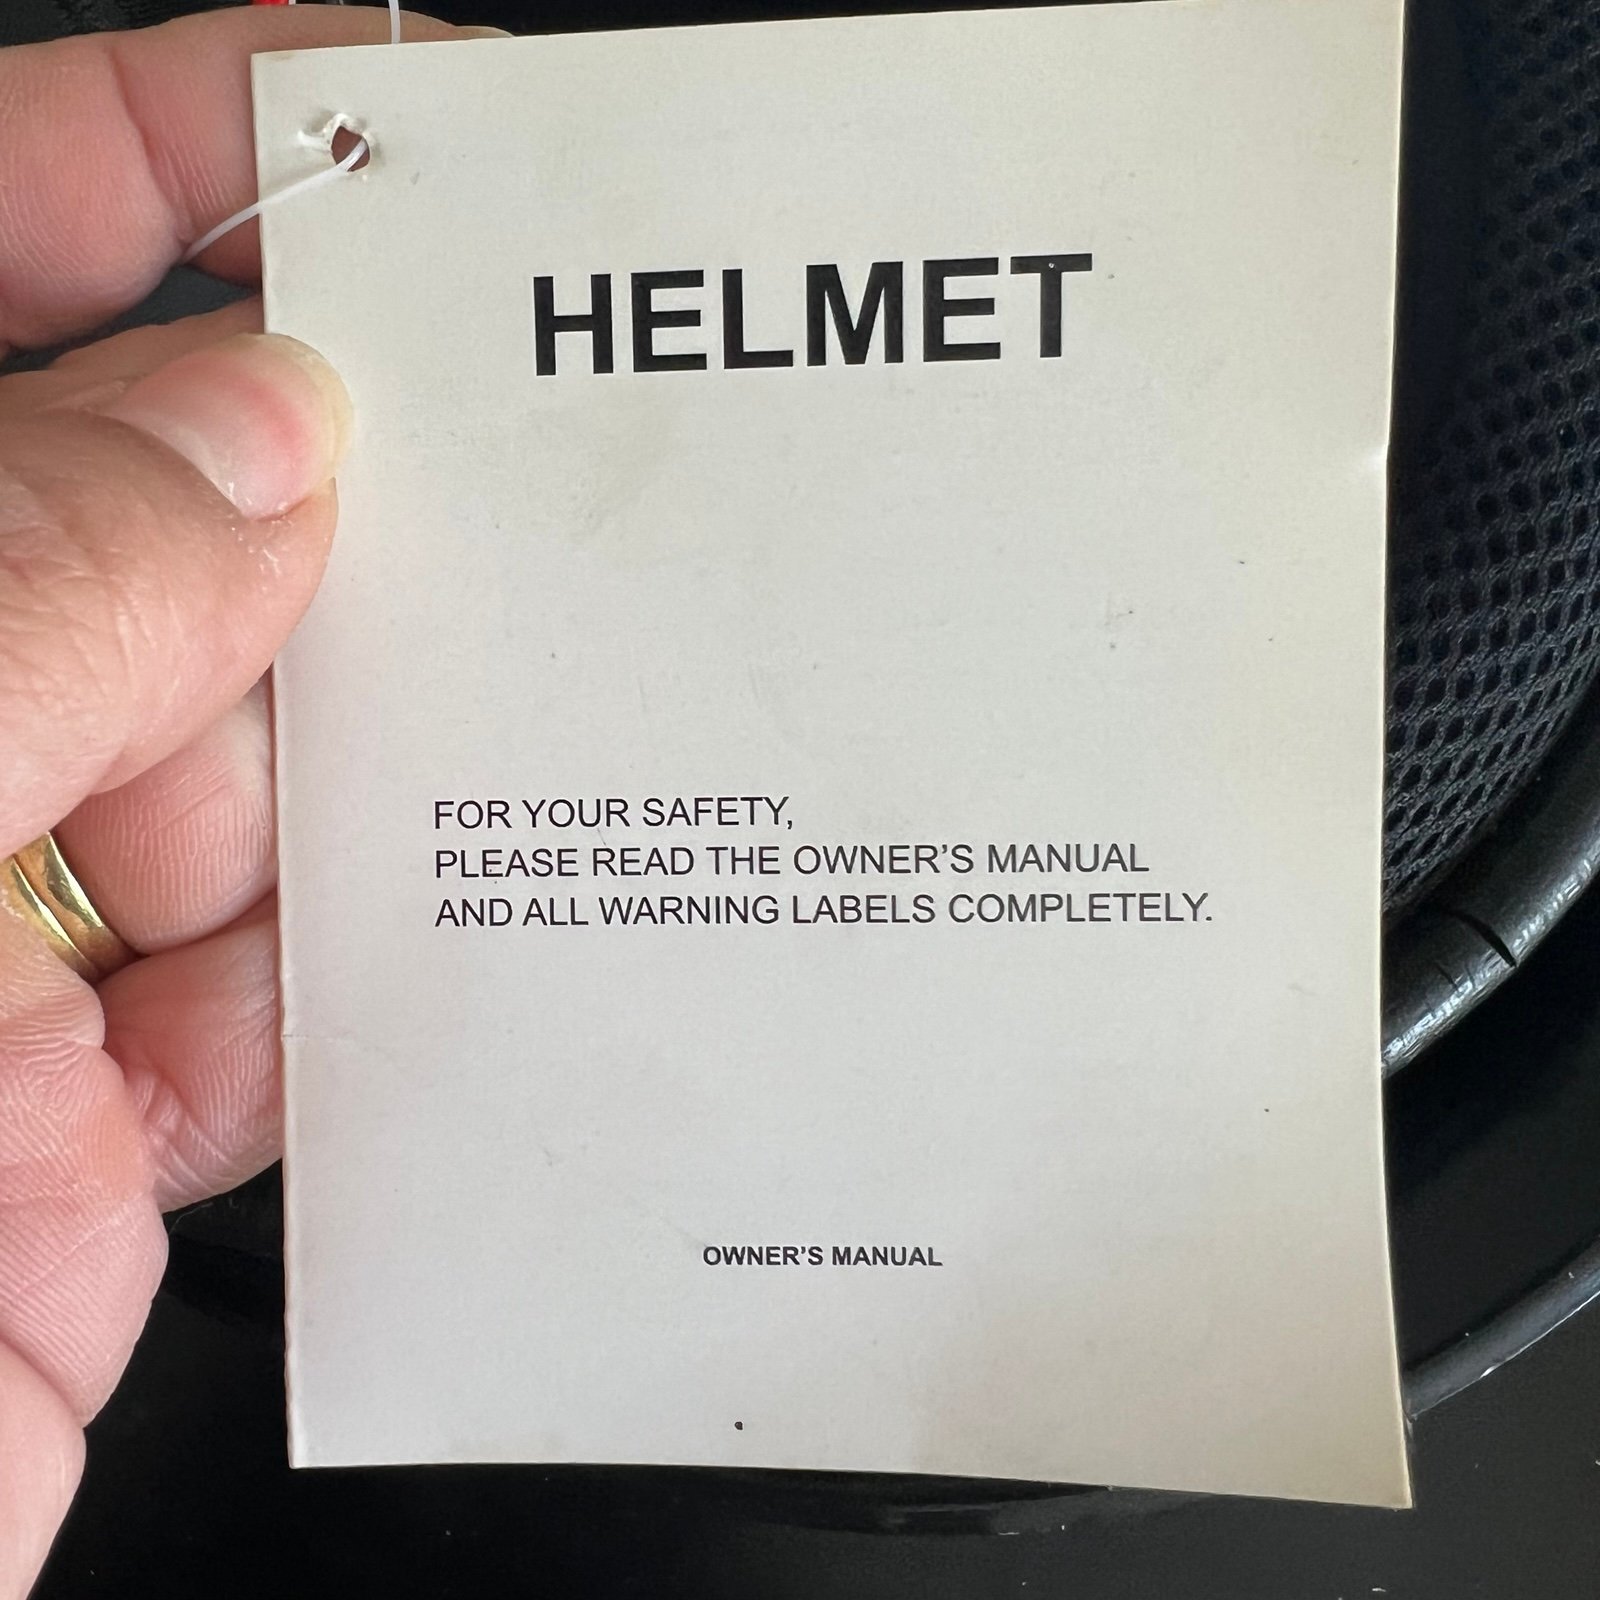 HELMET
FOR YOUR SAFETY,
PLEASE READ THE OWNER’S MANUAL
AND ALL WARNING LABELS COMPLETELY.
OWNER’S MANUAL